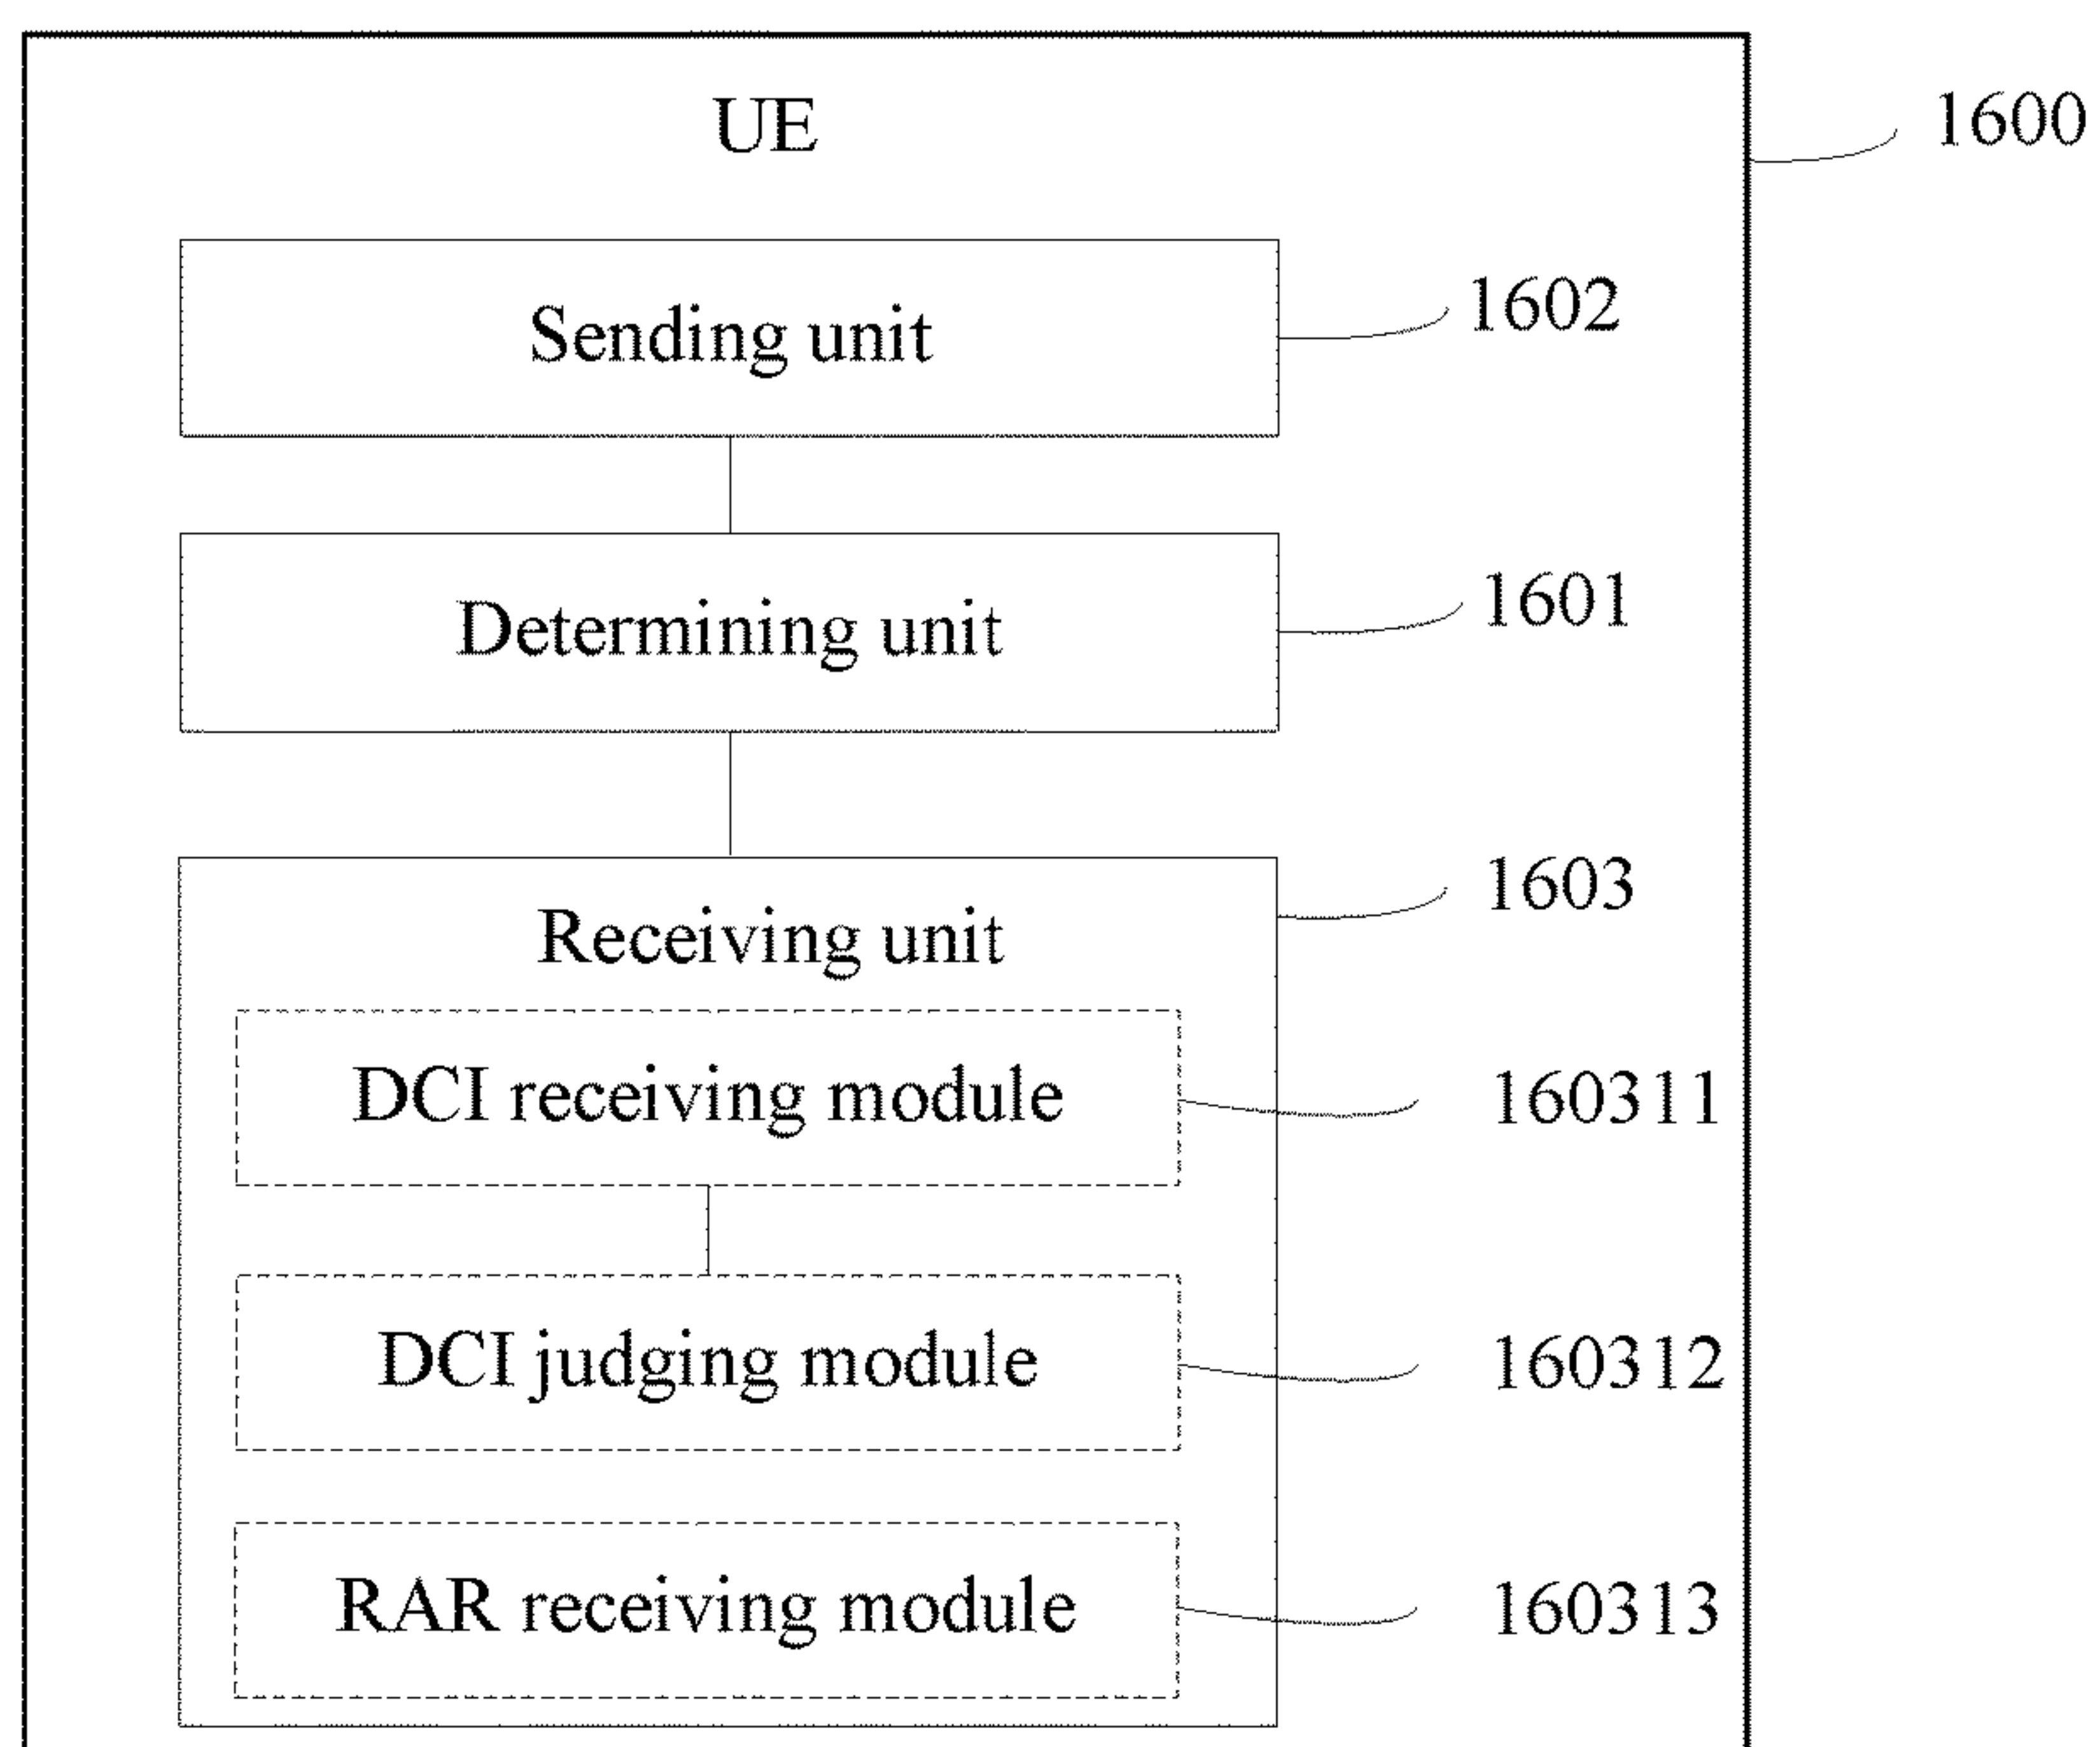 UE
1600
Sending unit
1602
Determining unit
1601
Receiving unit
1603
DCI receiving module
160311
DCI judging module
160312
RAR receiving module
160313